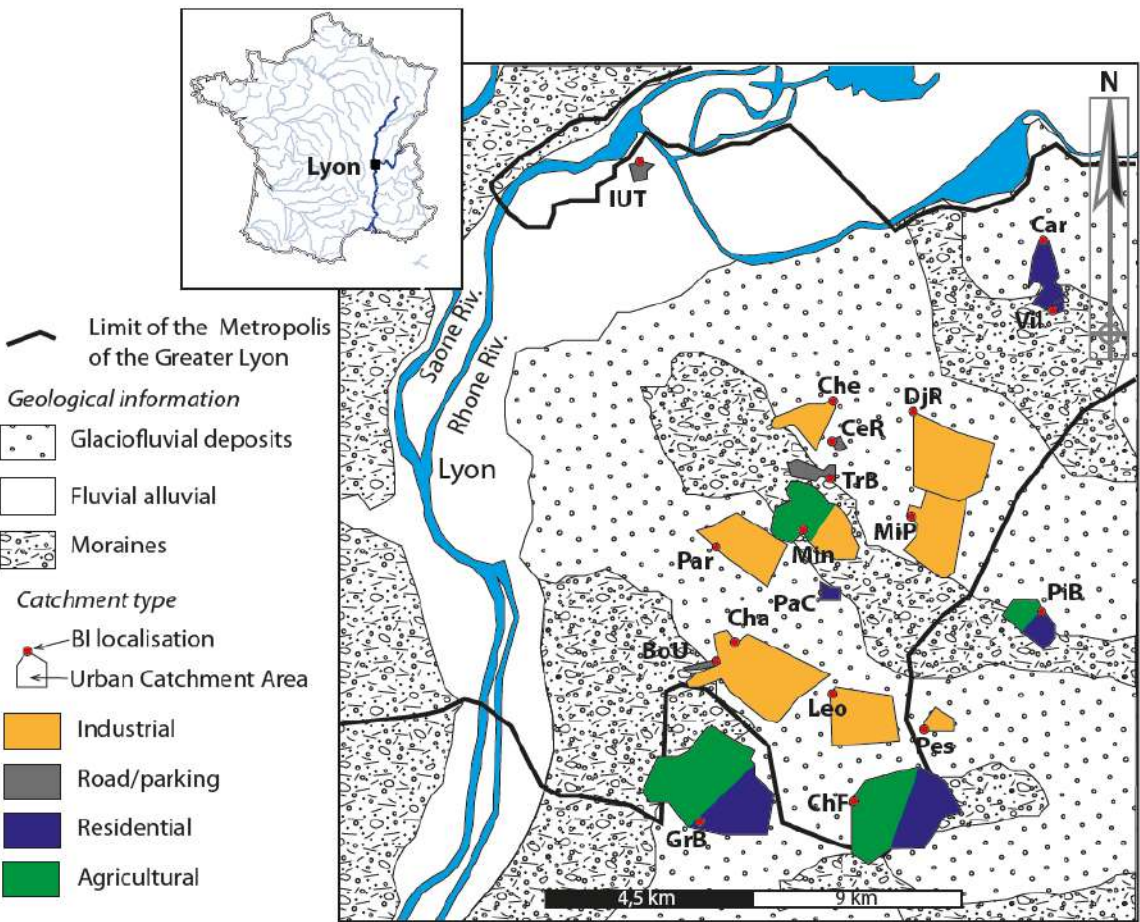 Lyon
N
IUT
Car
Vil
Saone Riv.
Rhone Riv.
Limit of the Metropolis
of the Greater Lyon
Geological information
Glaciofluvial deposits
Fluvial alluvial
Moraines
Catchment type
BI localisation
Urban Catchment Area
Industrial
Road/parking
Residential
Agricultural
Che
DjR
CeR
Lyon
TrB
MiP
Min
Par
PaC
PiB
Cha
BoU
Leo
Pes
ChF
GrB
4,5 km
9 km